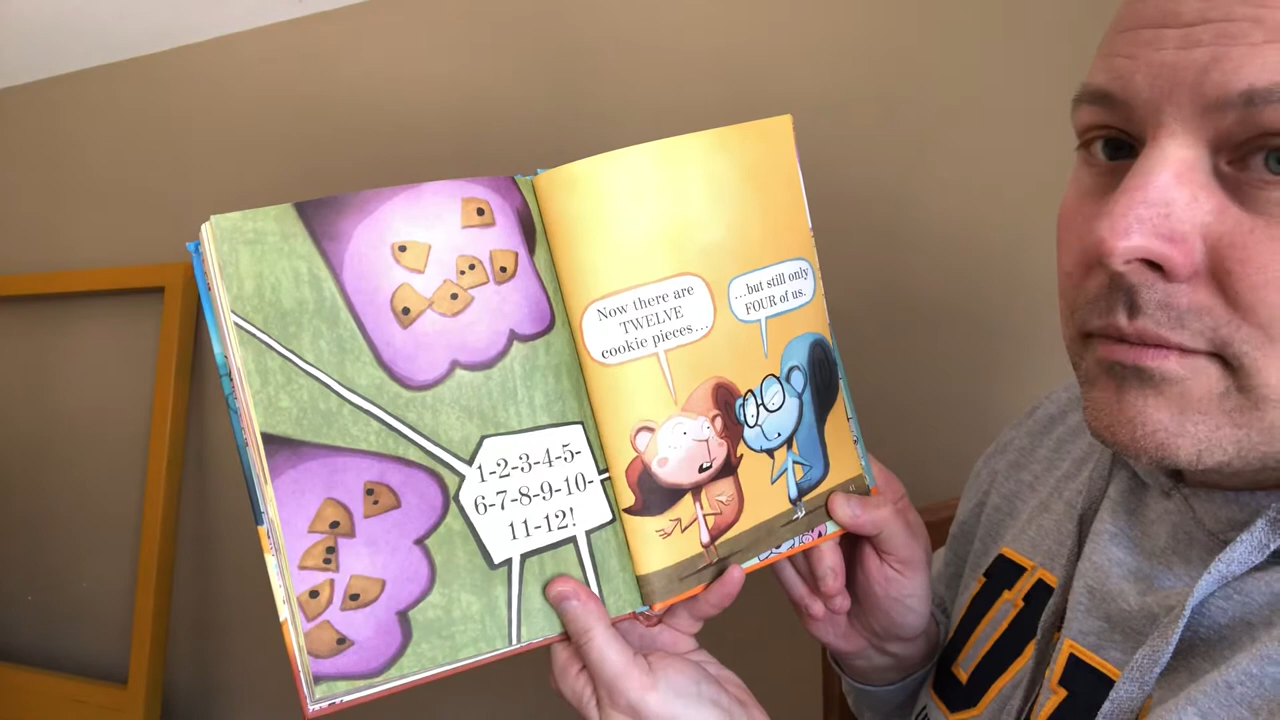 1-2-3-4-5-
6-7-8-9-10-
11-12!
Now there are
TWELVE
cookie pieces...
...but still only
FOUR of us.